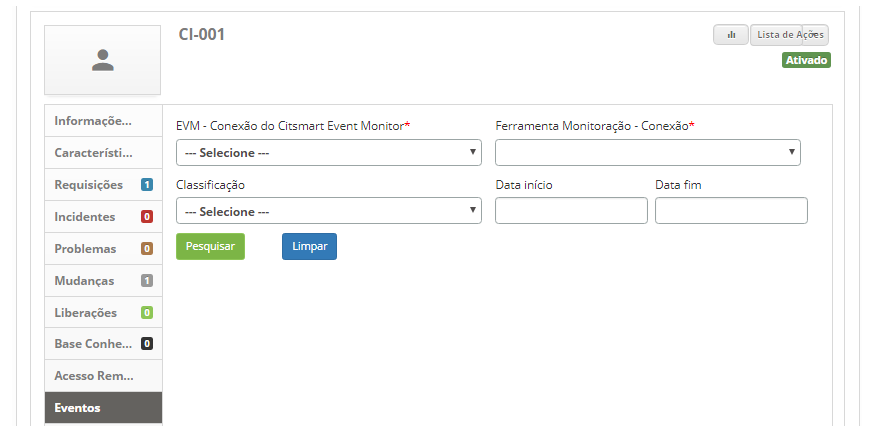 CI-001
Lista de Ações
Ativado
Informaçõe...
Característi...
Requisições 1
Incidentes 0
Problemas 0
Mudanças 1
Liberações 0
Base Conhe... 0
Acesso Rem...
Eventos
EVM - Conexão do Citsmart Event Monitor*
Ferramenta Monitoração - Conexão*
--- Selecione ---
Classificação
Data início
Data fim
--- Selecione ---
Pesquisar
Limpar